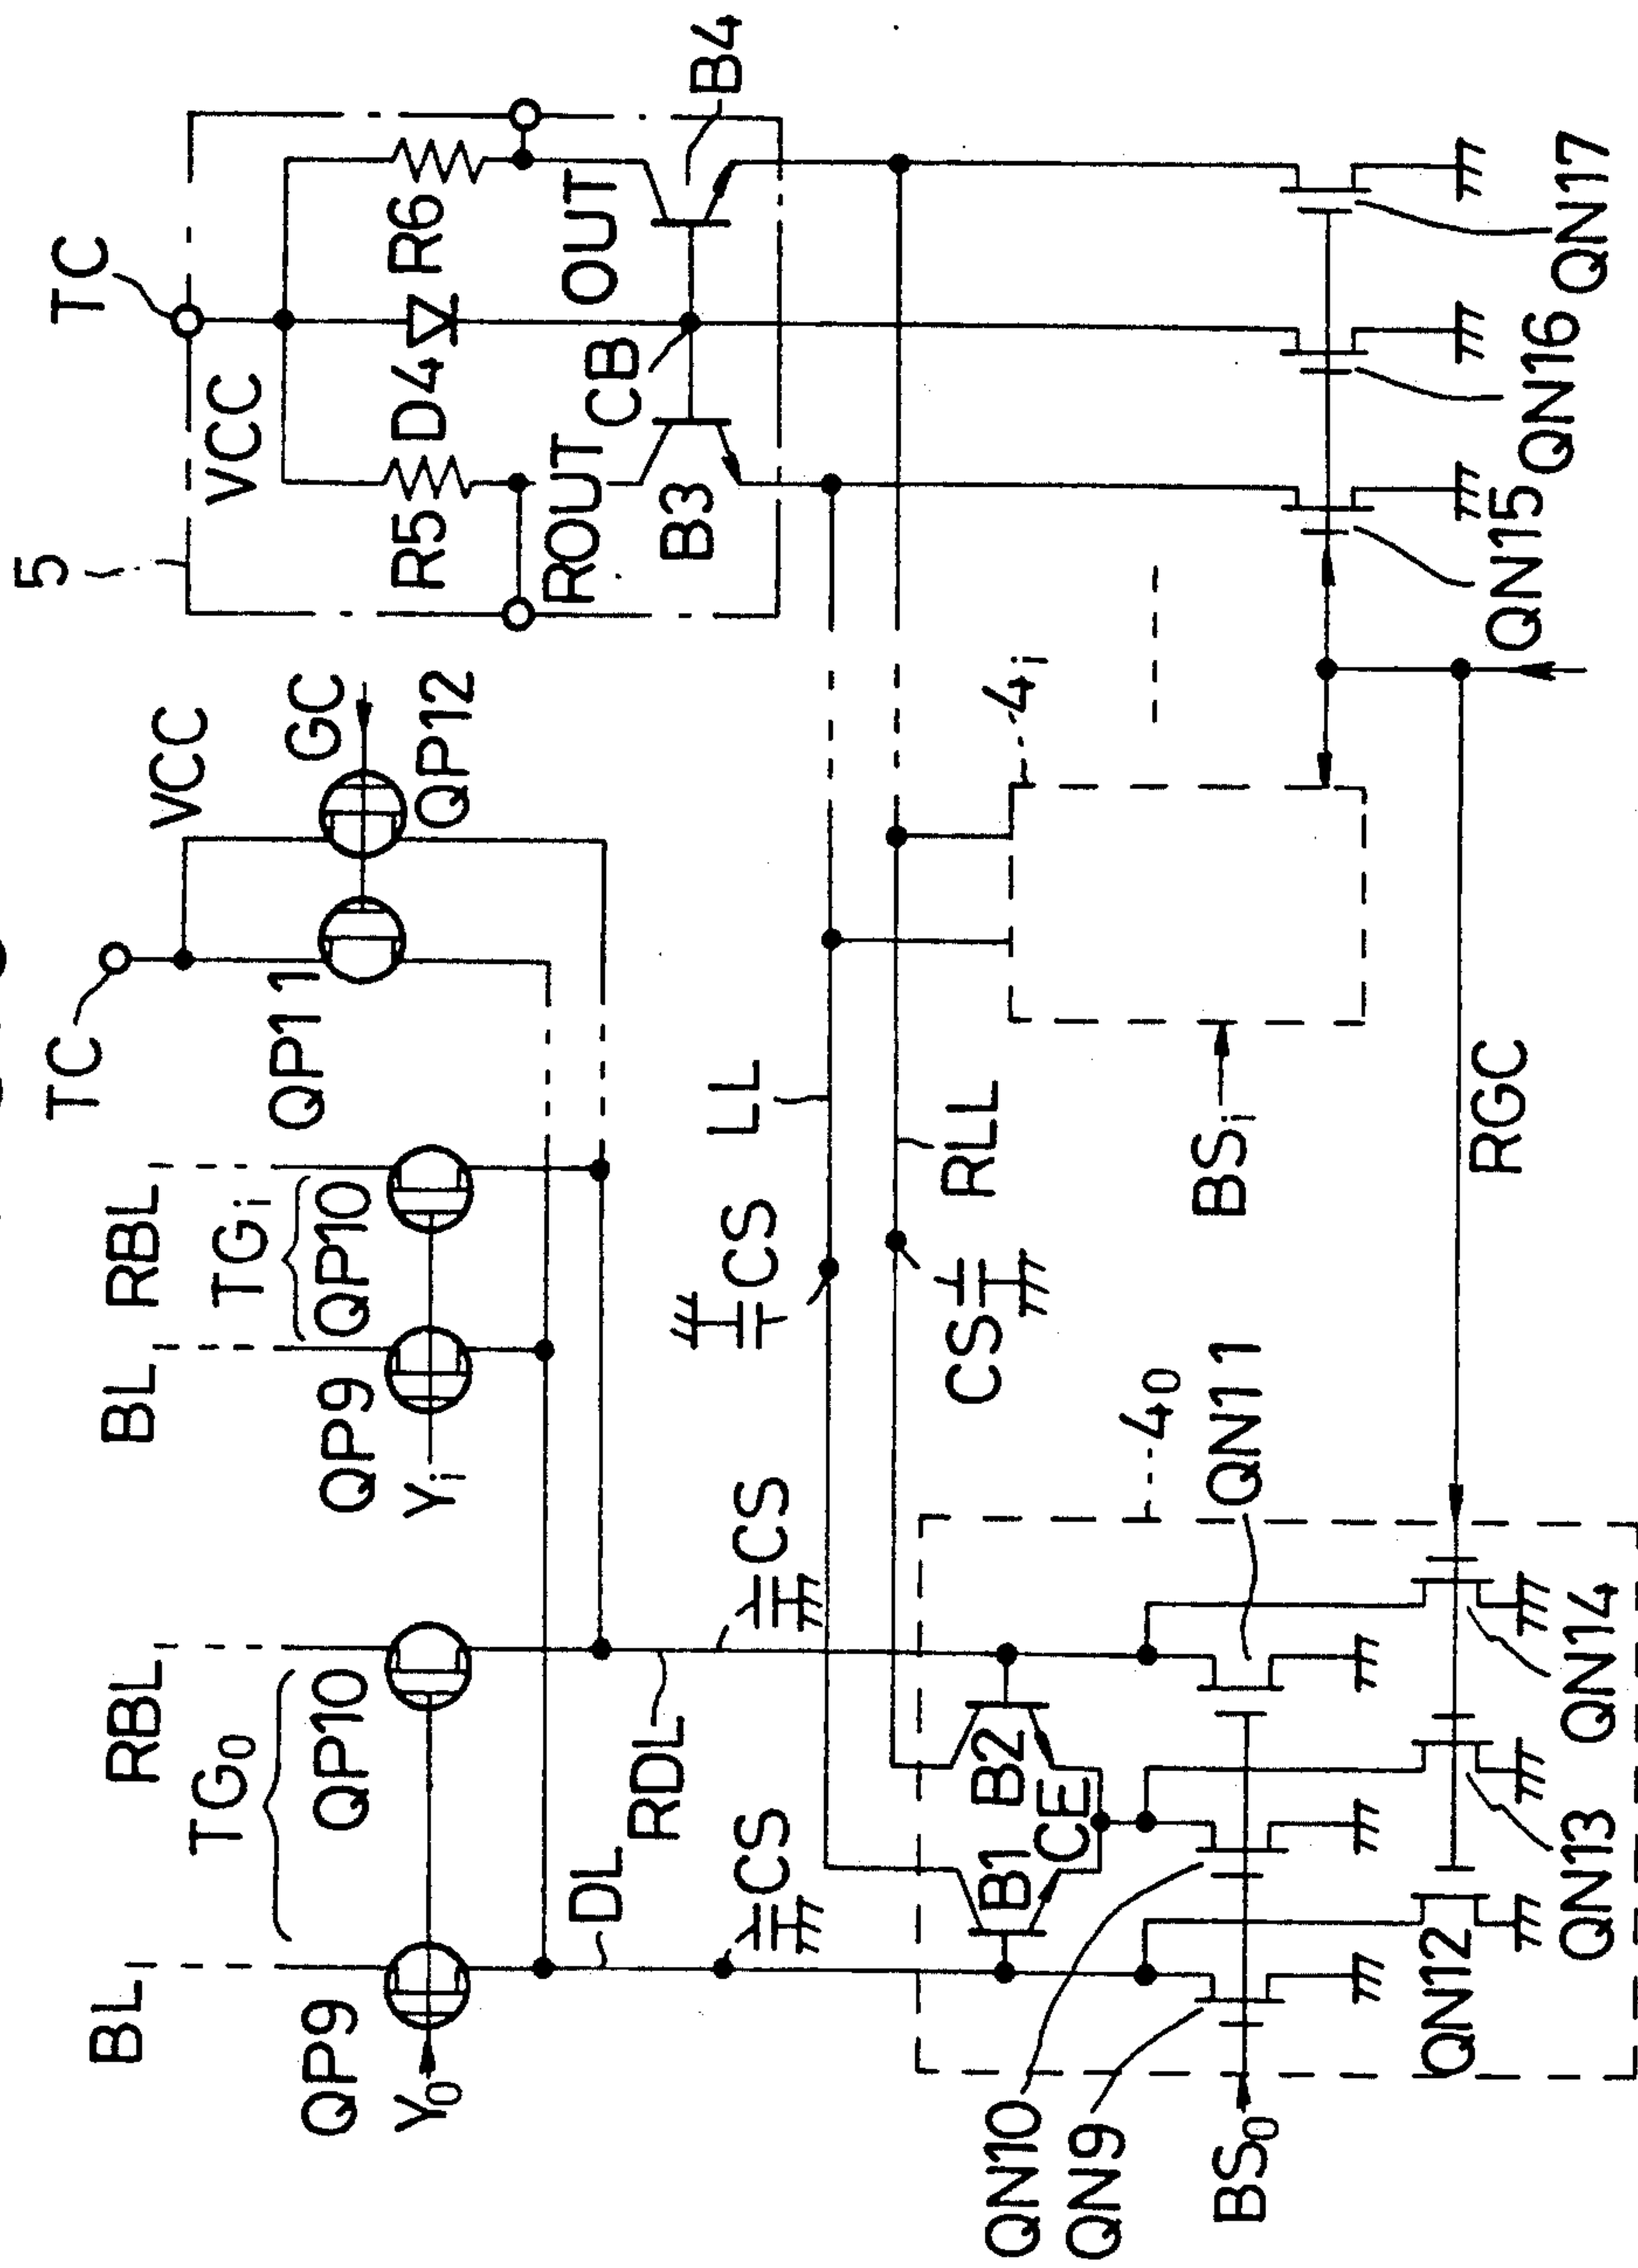 BL
RBL
BL
RBL
TC
VCC
TC
5
TG0
TGi
QP9
QP10
QP9
QP10
QP11
GC
QP12
Y0
Yi
VCC
R5
D4
R6
ROUT
OUT
CB
B3
B4
DL
RDL
CS
CS
CS
LL
CS
RLL
40
4i
B1
B2
CE
QN10
QN9
QN11
BS0
BSi
QN12
QN13
QN14
RGC
QN15
QN16
QN17